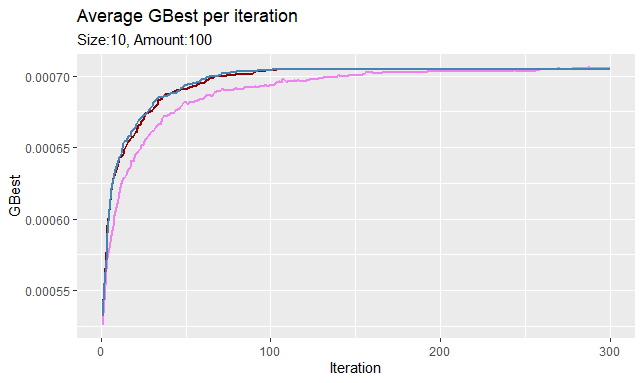 Average GBest per iteration
Size:10, Amount:100
GBest
0.00070
0.00065
0.00060
0.00055
0
100
200
300
Iteration